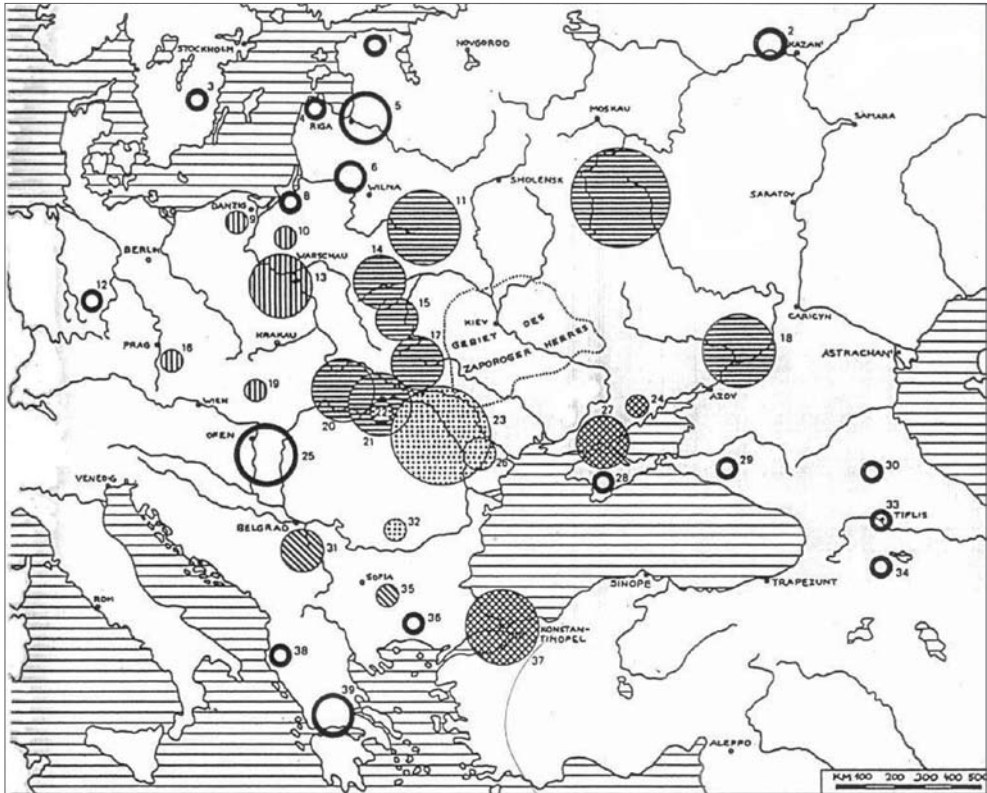 STOCKHOLM
1
NOVGOROD
2
KAZAN'
3
4
5
RIGA
MOSKAU
SAMARA
6
WILNA
SMOLENSK
8
DANZIG
9
11
SARATOV
10
BERLIN
WARSCHAU
14
13
12
15
KIEV
GEBIET DES
ZAPOROGER HEERES
CARICYN
PRAG
KRAKAU
17
18
16
ASTRACHAN'
19
WIEN
24
AZOV
20
22
21
23
27
OFEN
25
26
28
29
30
VENEDIG
BELGRAD
31
32
33
TIFLIS
34
SOFIA
35
SINOPE
TRAPEZUNT
ROM
36
KONSTAN-
TINOPEL
37
38
39
ALEPPO
KM 100 200 300 400 500